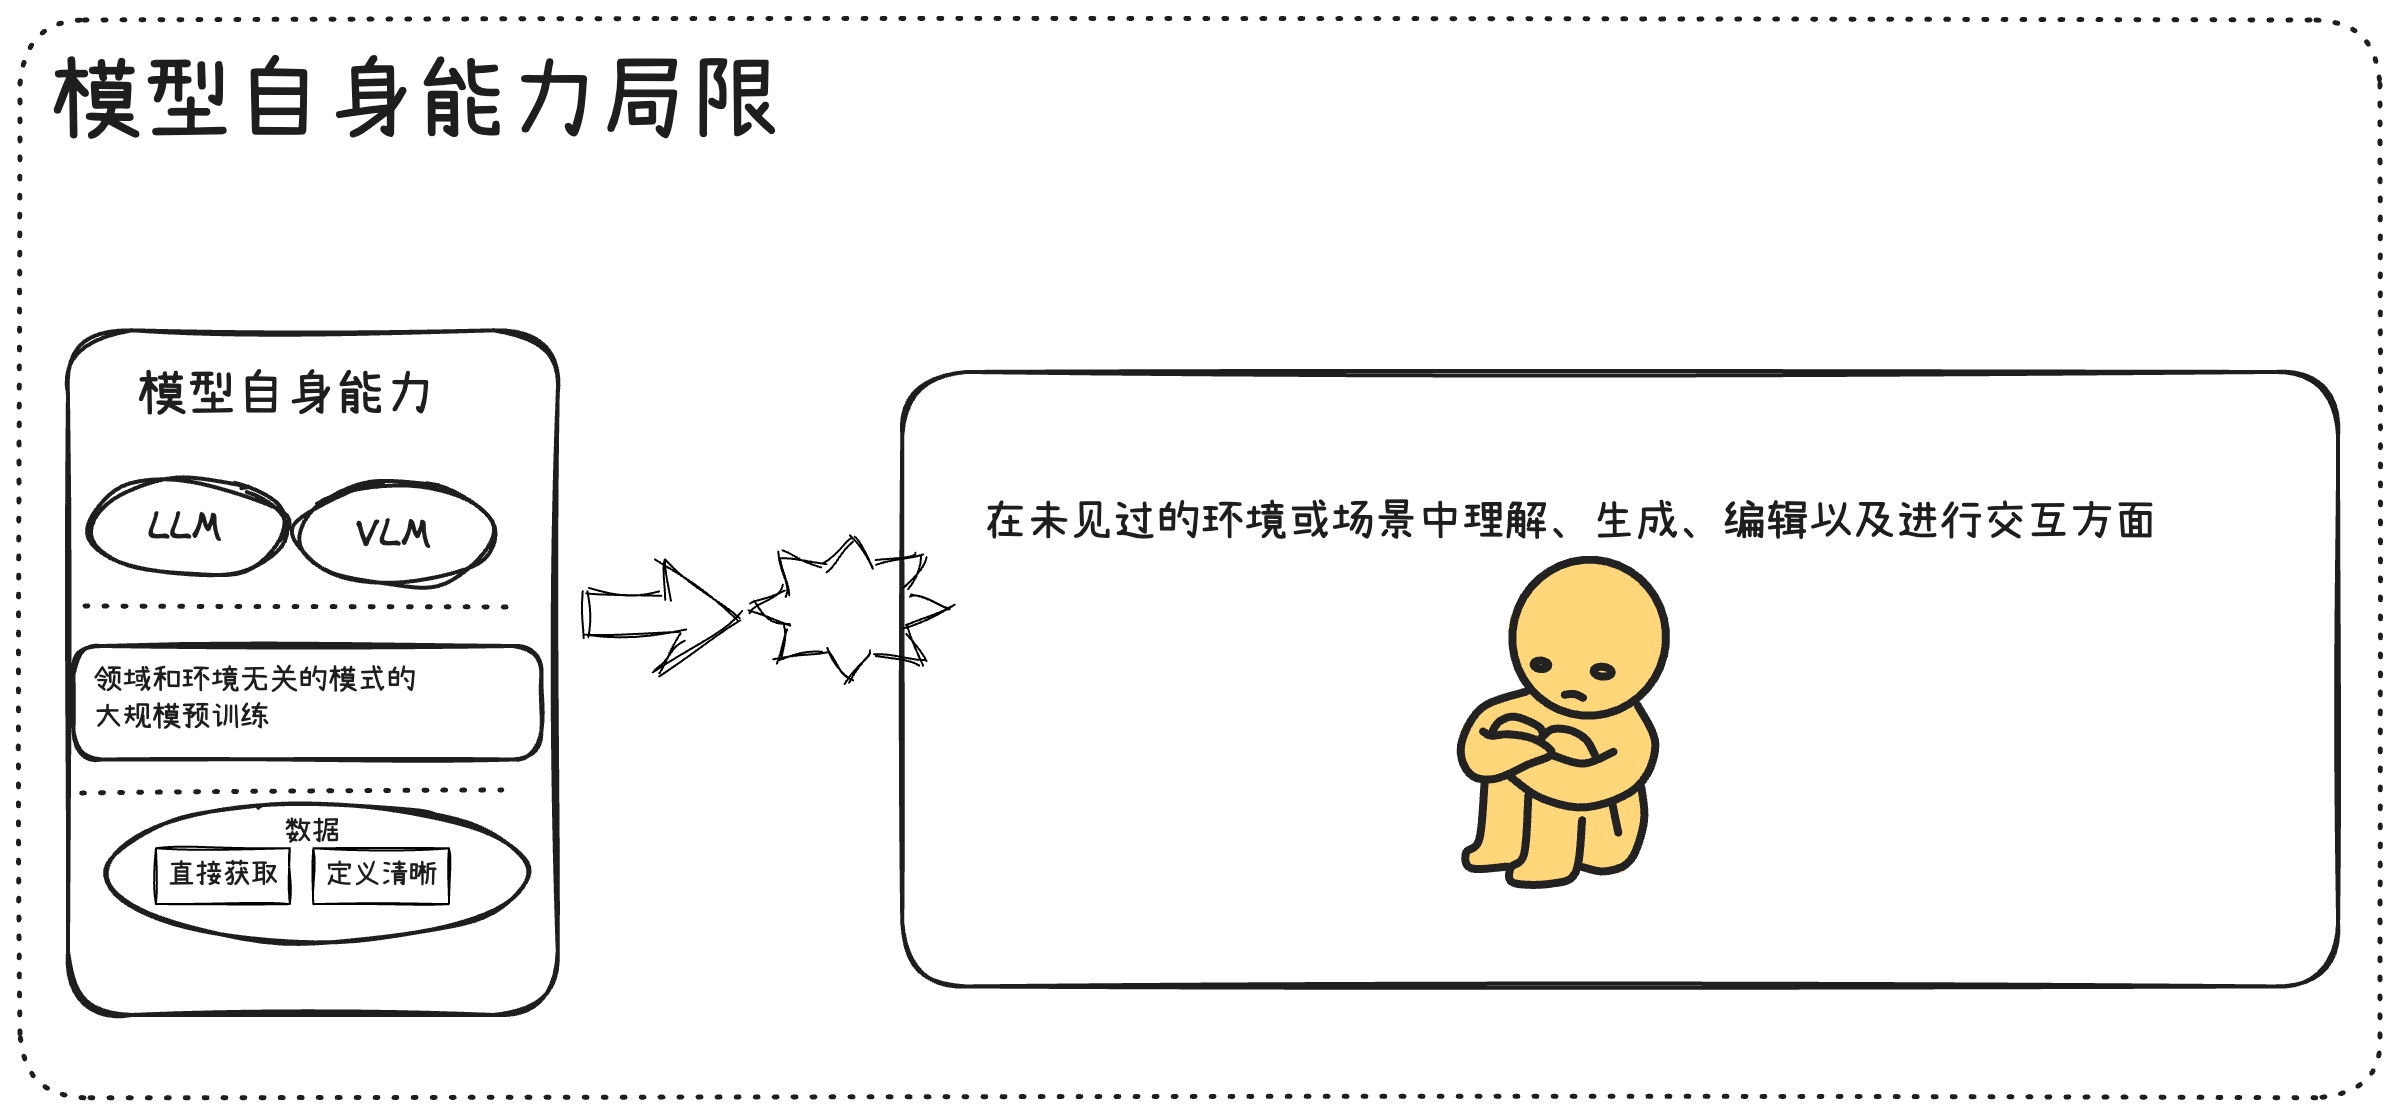 模型自身能力局限
模型自身能力
LLM
VLM
领域和环境无关的模式的
大规模预训练
数据
直接获取
定义清晰
在未见过的环境或场景中理解、生成、编辑以及进行交互方面